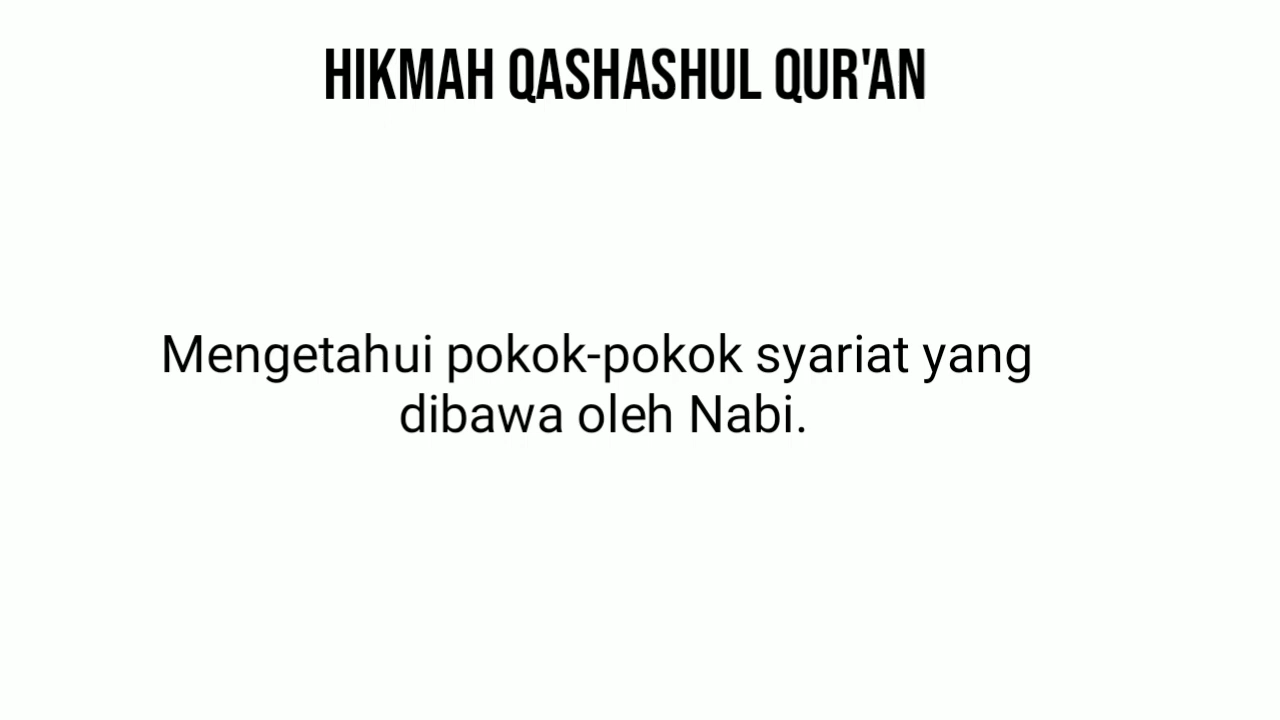 HIKMAH QASHASHUL QUR'AN
Mengetahui pokok-pokok syariat yang
dibawa oleh Nabi.